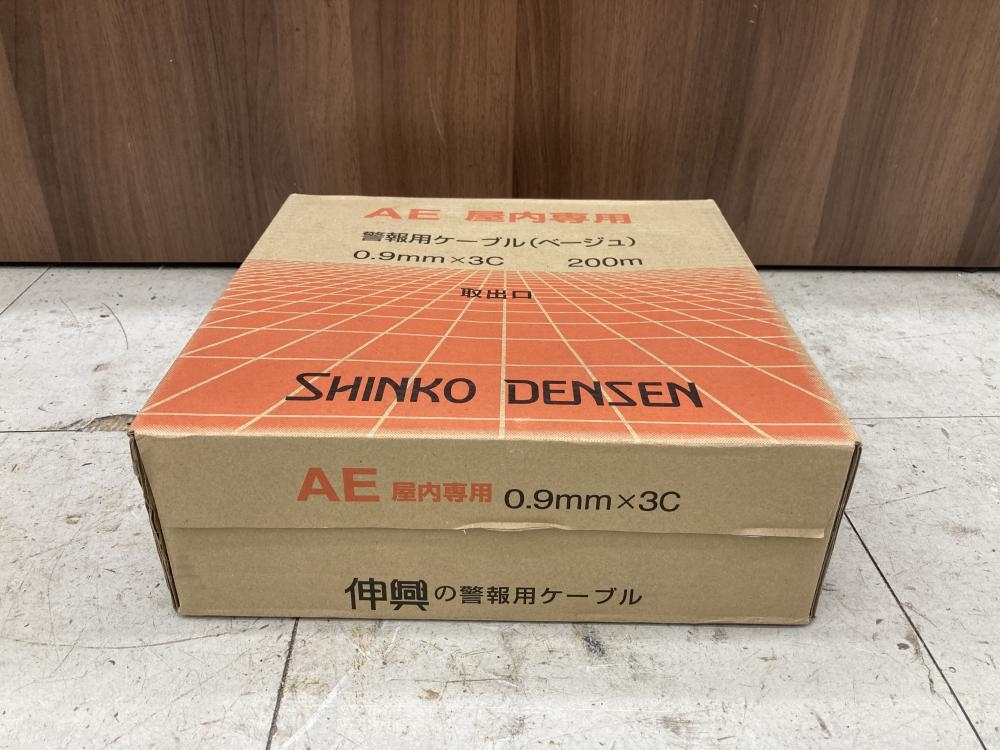 AE 屋内専用
警報用ケーブル(ベージュ)
0.9mm×3C 200m
取出口
SHINKO DENSEN
AE 屋内専用 0.9mm×3C
伸興の警報用ケーブル